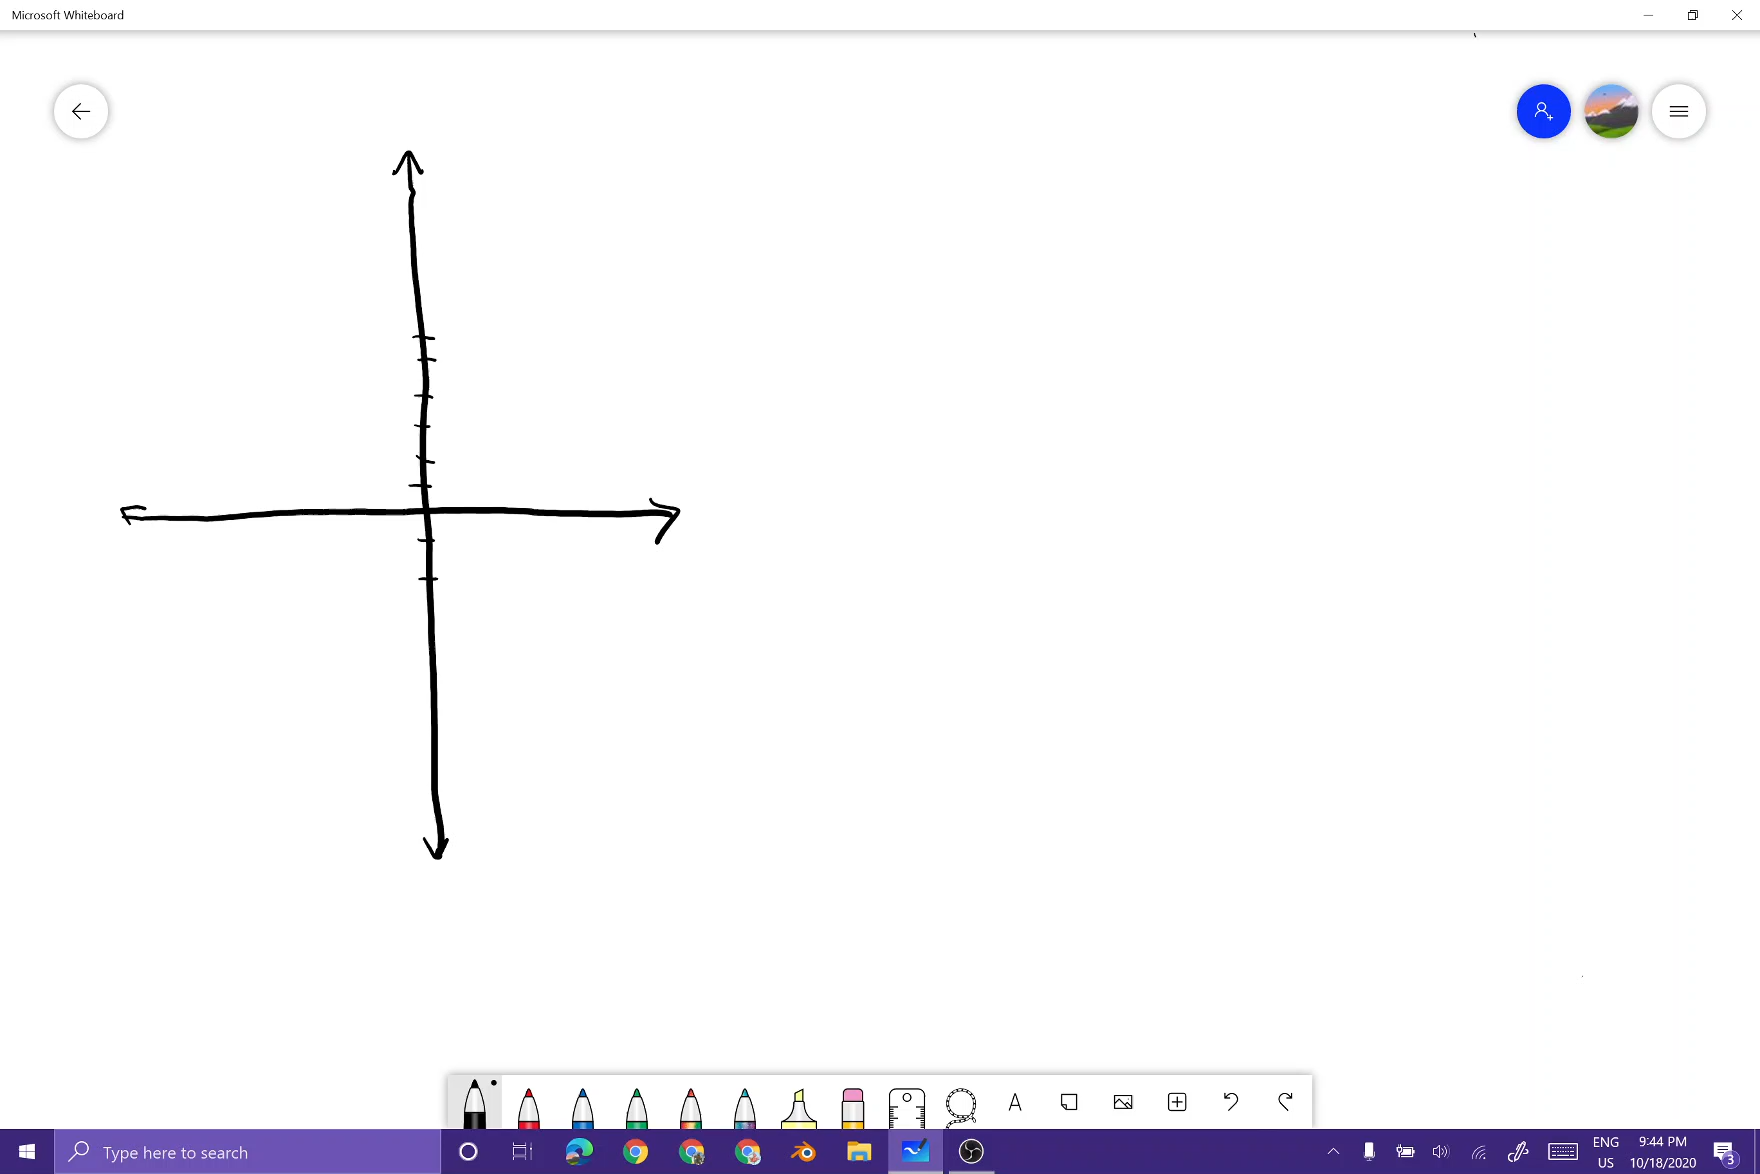 Microsoft Whiteboard
A
Type here to search
ENG
US
9:44 PM
10/18/2020
3